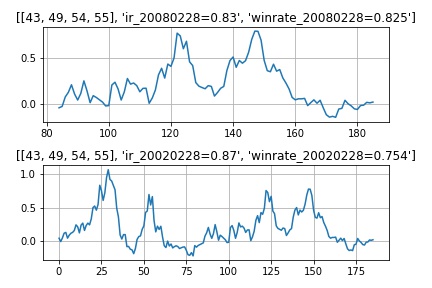 [[43, 49, 54, 55], 'ir_20080228=0.83', 'winrate_20080228=0.825']
0.5
0.0
80 100 120 140 160 180
[[43, 49, 54, 55], 'ir_20020228=0.87', 'winrate_20020228=0.754']
1.0
0.5
0.0
0 25 50 75 100 125 150 175